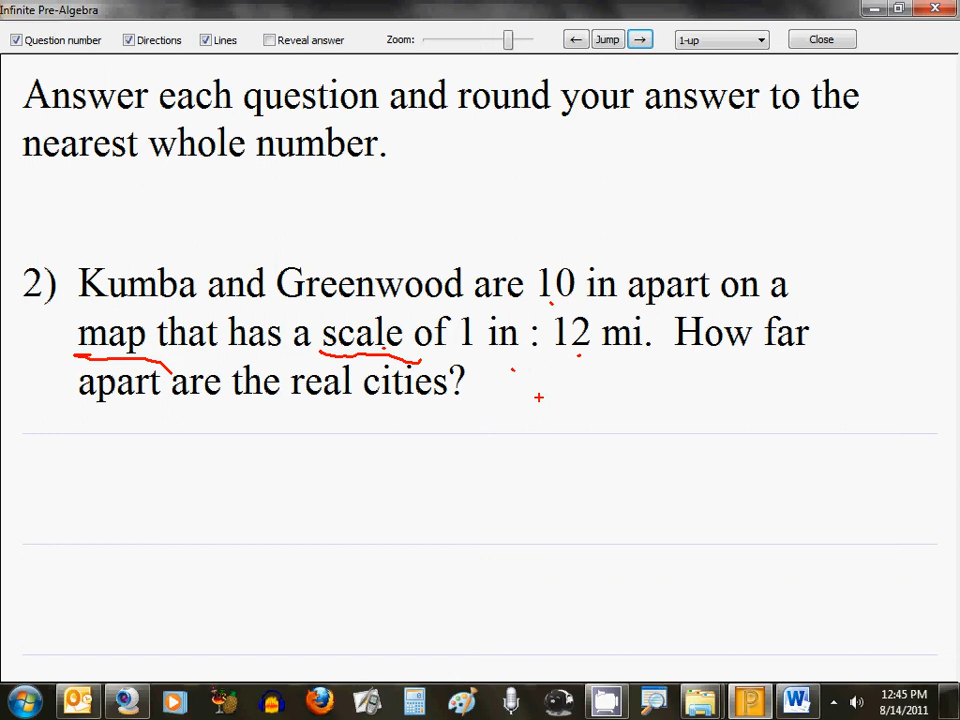 Infinite Pre-Algebra
Question number Directions Lines Reveal answer Zoom: ← Jump → 1-up Close
Answer each question and round your answer to the
nearest whole number.
2) Kumba and Greenwood are 10 in apart on a
map that has a scale of 1 in : 12 mi. How far
apart are the real cities?
12:45 PM
8/14/2011